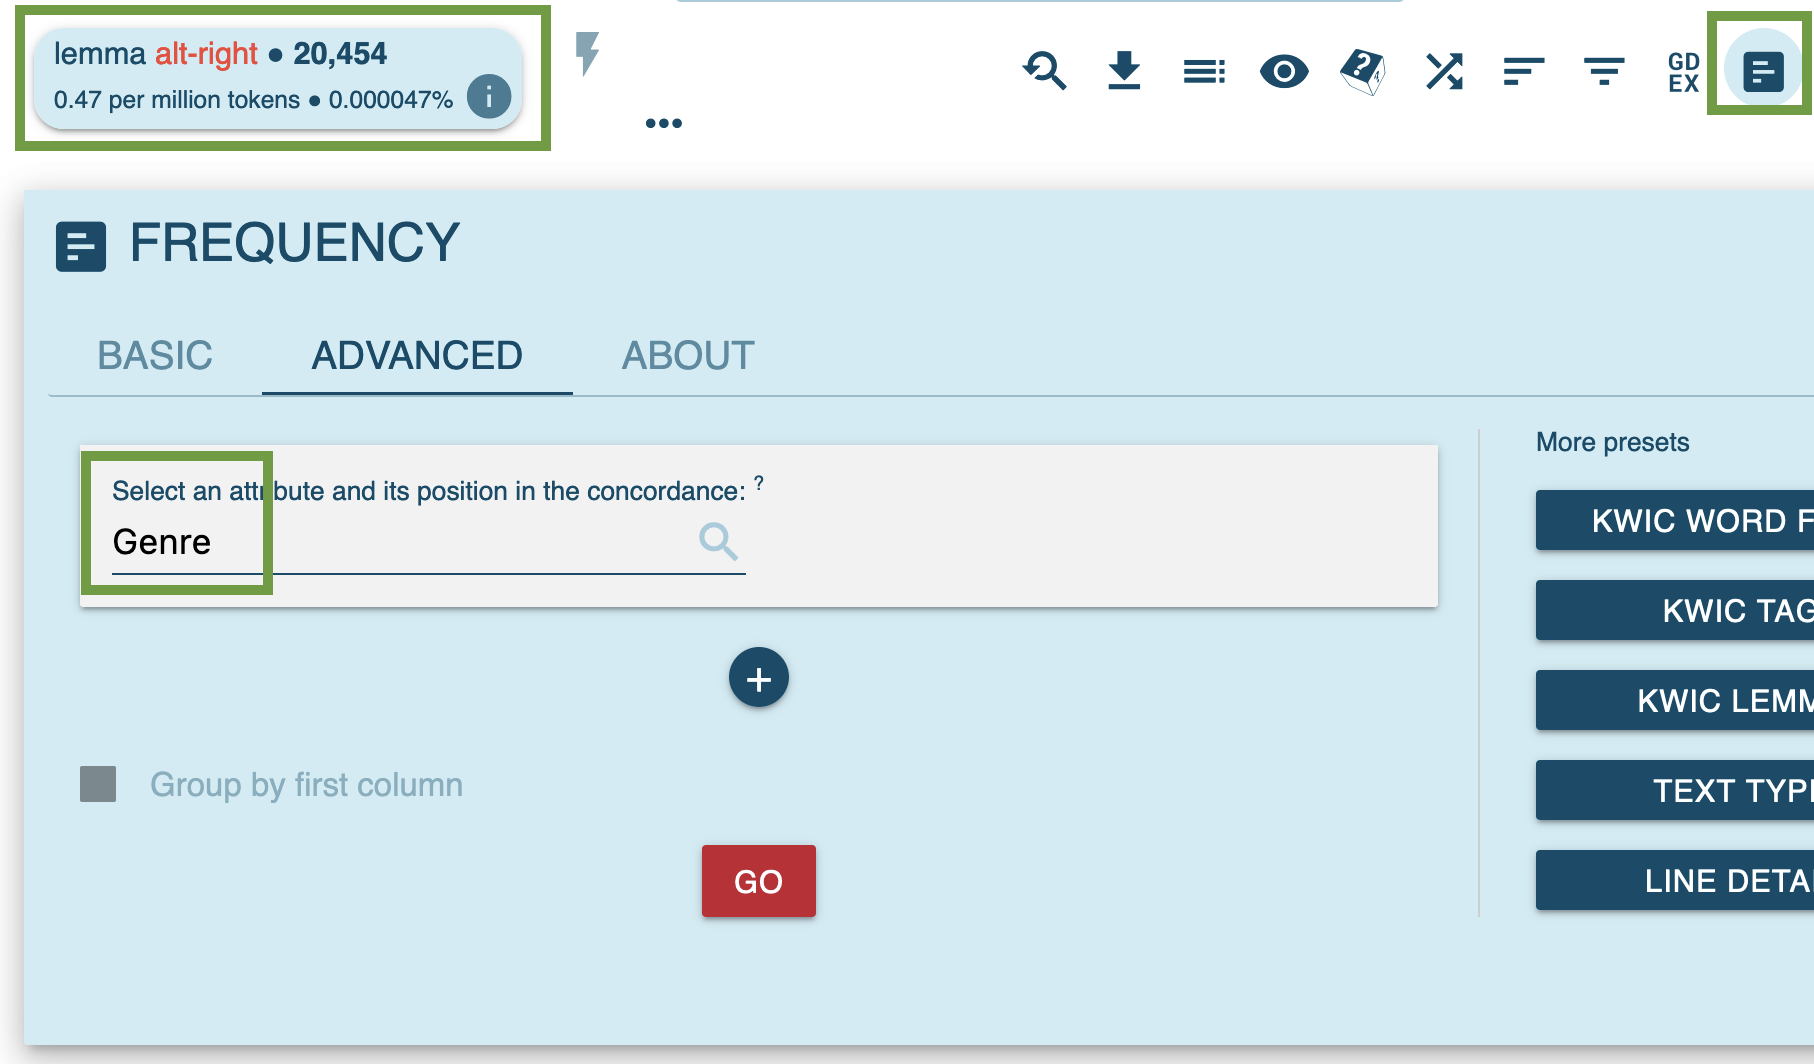 lemma alt-right ● 20,454
0.47 per million tokens ● 0.000047% i
?
GD
EX
FREQUENCY
BASIC ADVANCED ABOUT
Select an attribute and its position in the concordance: ?
Genre
+
Group by first column
GO
More presets
KWIC WORD F
KWIC TAG
KWIC LEMM
TEXT TYP
LINE DETA